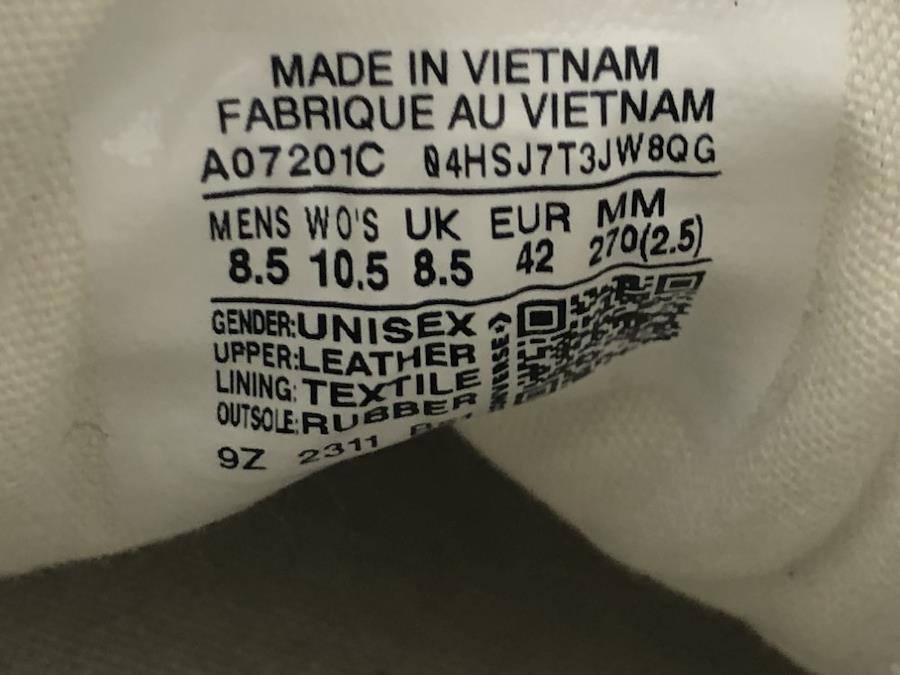 MADE IN VIETNAM
FABRIQUE AU VIETNAM
A07201C 04HSJ7T3JW8QG
MENS WO'S UK EUR MM
8.5 10.5 8.5 42 270(2.5)
GENDER:UNISEX
UPPER:LEATHER
LINING:TEXTILE
OUTSOLE:RUBBER
CONVERSE
9Z 2311